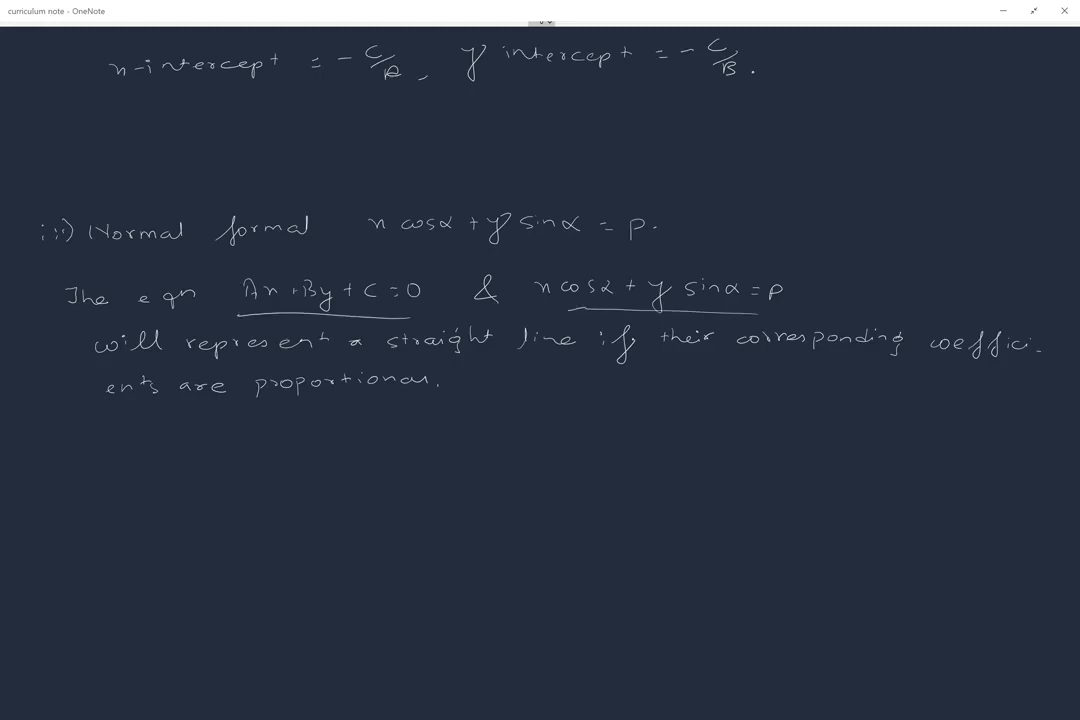 curriculum note - OneNote
x-intercept = - C/A, y intercept = - C/B.
iii) Normal formal x cosα + y sinα = p.
The eqn Ax + By + C = 0 & x cosα + y sinα = p
will represent a straight line if their corresponding coeffici-
ents are proportional.